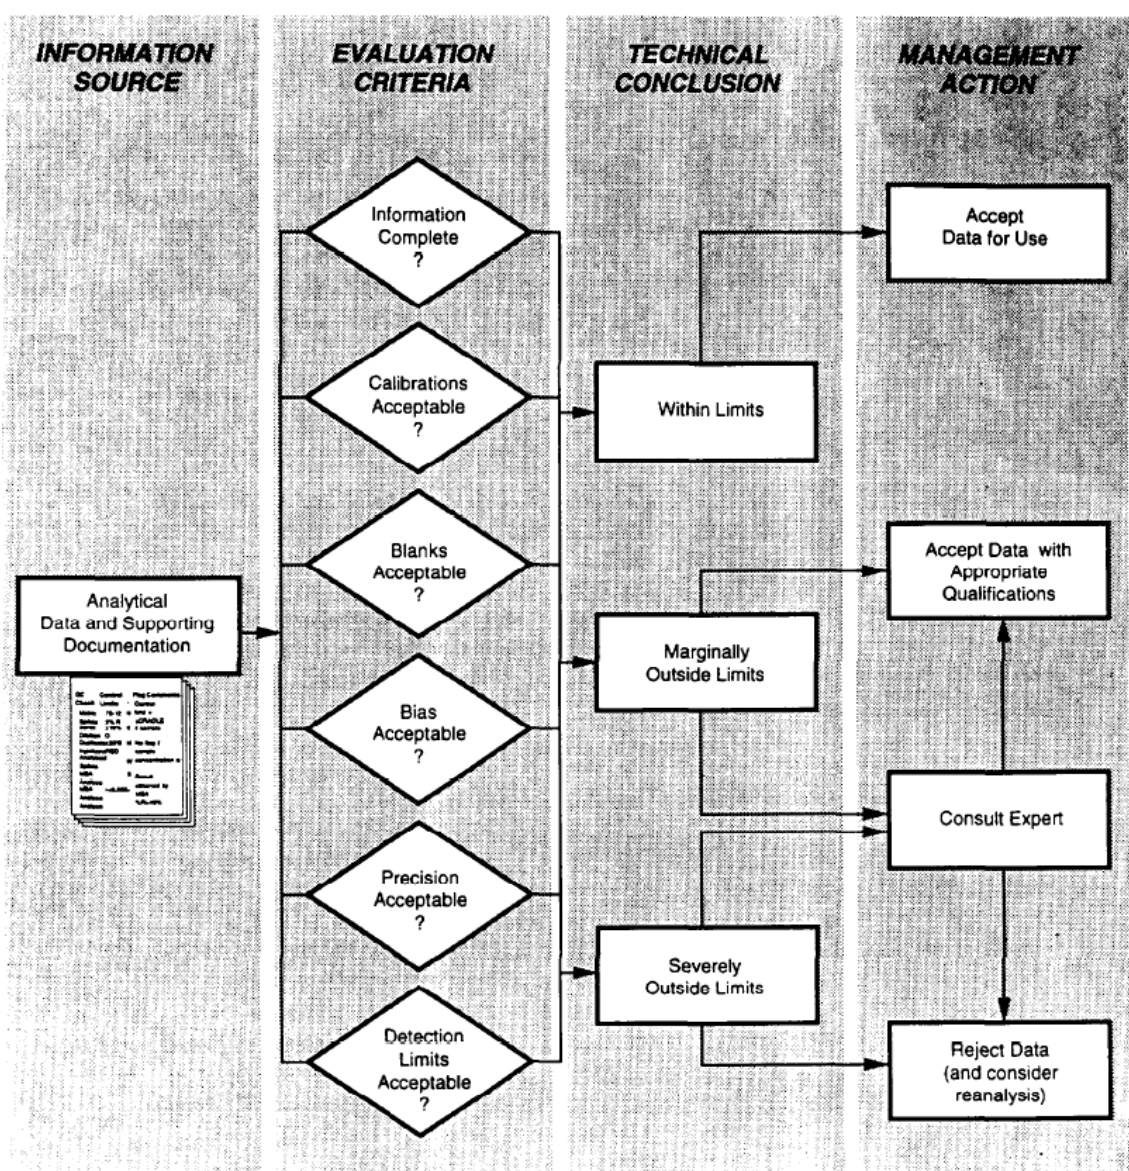 INFORMATION
SOURCE
EVALUATION
CRITERIA
TECHNICAL
CONCLUSION
MANAGEMENT
ACTION
Information
Complete
?
Calibrations
Acceptable
?
Blanks
Acceptable
?
Bias
Acceptable
?
Precision
Acceptable
?
Detection
Limits
Acceptable
?
Analytical
Data and Supporting
Documentation
Control
Limits
Within Limits
Marginally
Outside Limits
Severely
Outside Limits
Accept
Data for Use
Accept Data with
Appropriate
Qualifications
Consult Expert
Reject Data
(and consider
reanalysis)